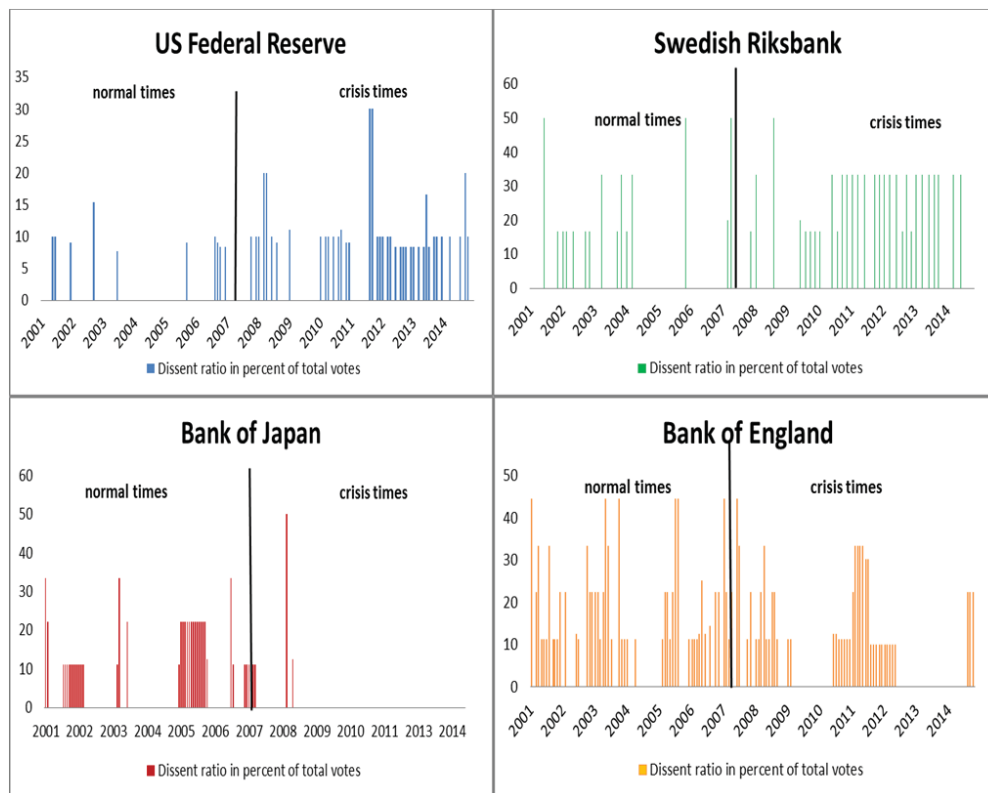 US Federal Reserve
normal times
crisis times
35
30
25
20
15
10
5
0
2001 2002 2003 2004 2005 2006 2007 2008 2009 2010 2011 2012 2013 2014
Dissent ratio in percent of total votes
Swedish Riksbank
normal times
crisis times
60
50
40
30
20
10
0
2001 2002 2003 2004 2005 2006 2007 2008 2009 2010 2011 2012 2013 2014
Dissent ratio in percent of total votes
Bank of Japan
normal times
crisis times
60
50
40
30
20
10
0
2001 2002 2003 2004 2005 2006 2007 2008 2009 2010 2011 2012 2013 2014
Dissent ratio in percent of total votes
Bank of England
normal times
crisis times
50
40
30
20
10
0
2001 2002 2003 2004 2005 2006 2007 2008 2009 2010 2011 2012 2013 2014
Dissent ratio in percent of total votes